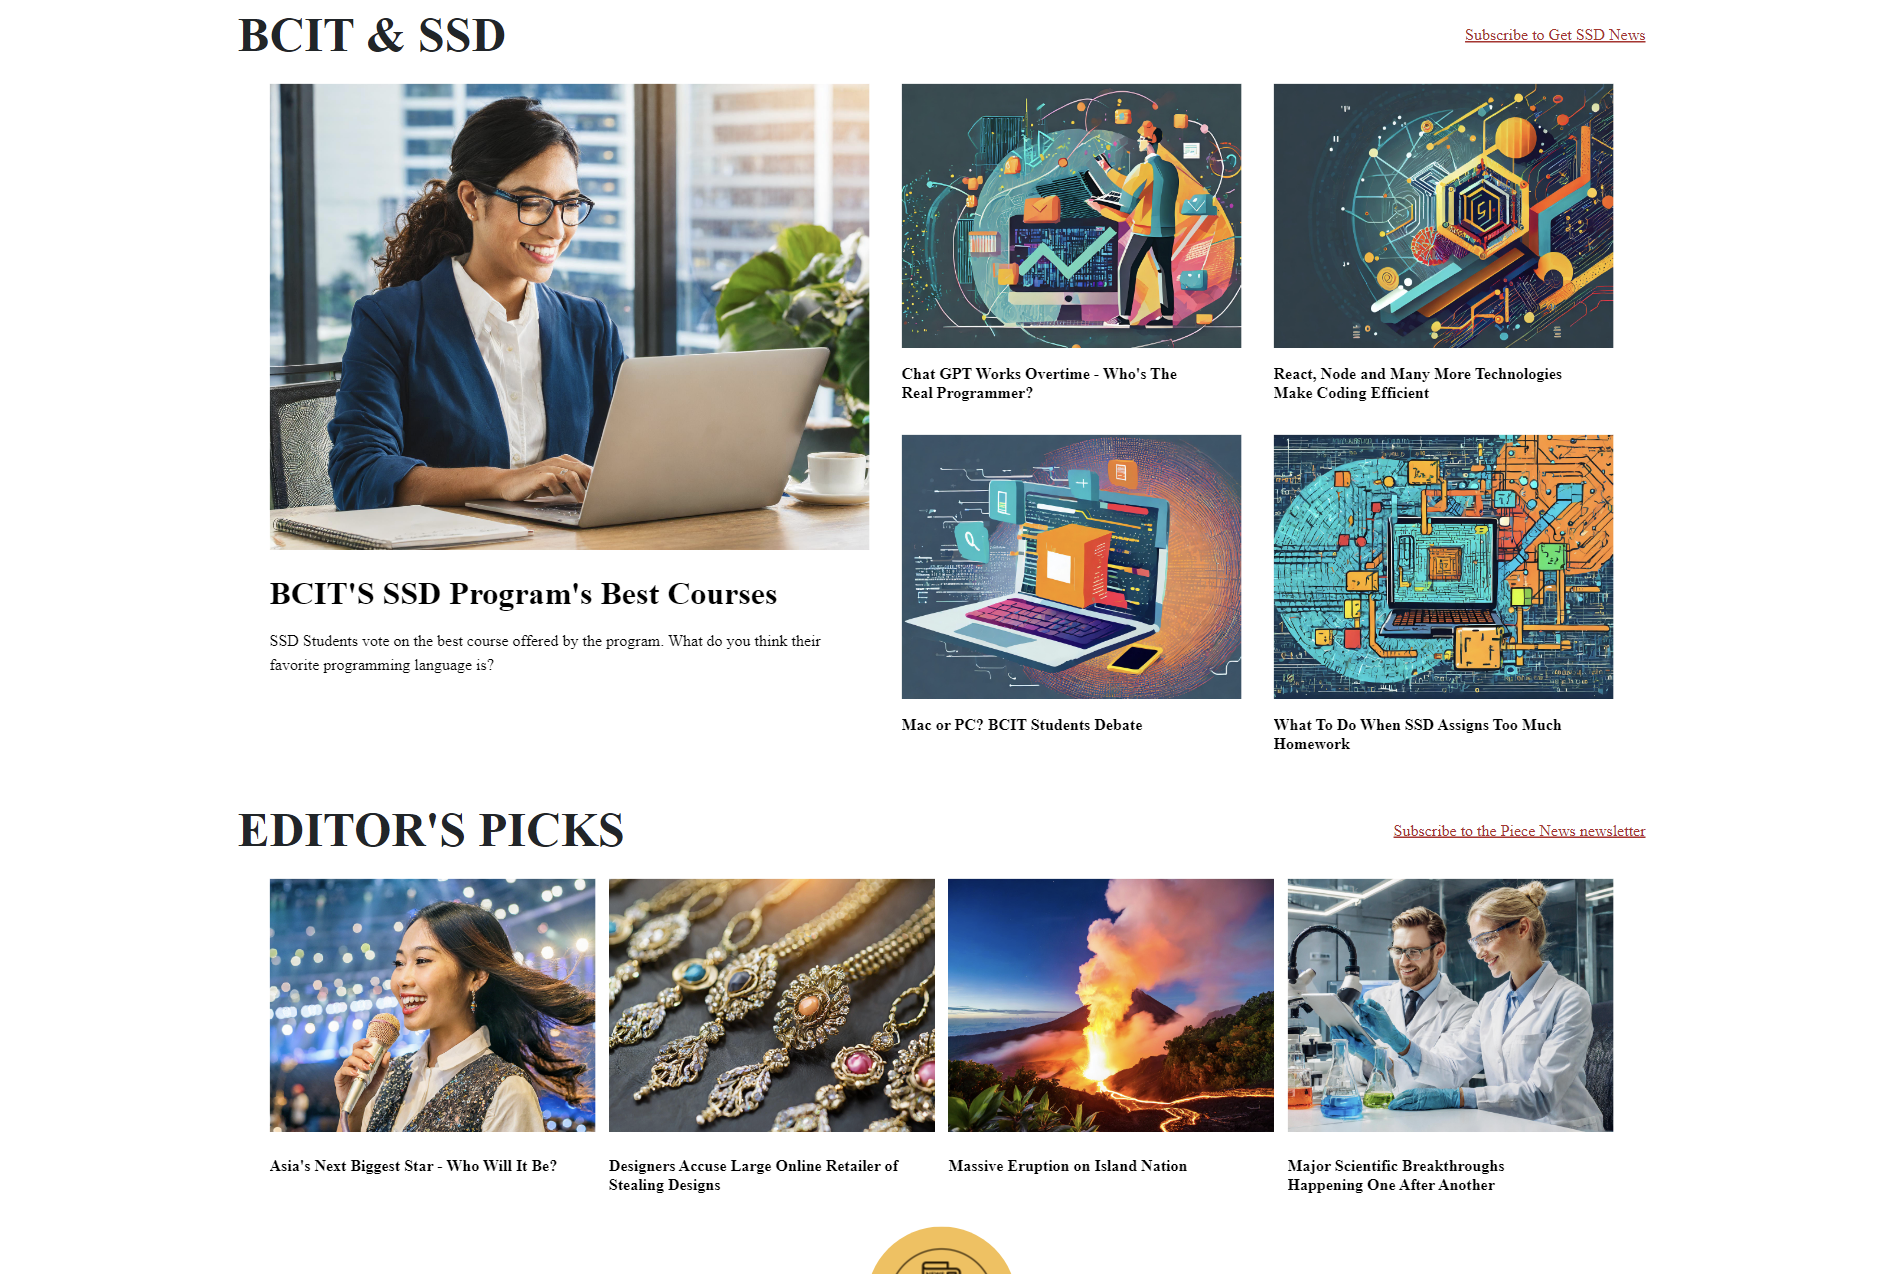 BCIT & SSD
Subscribe to Get SSD News
Chat GPT Works Overtime - Who's The
Real Programmer?
React, Node and Many More Technologies
Make Coding Efficient
BCIT'S SSD Program's Best Courses
SSD Students vote on the best course offered by the program. What do you think their
favorite programming language is?
Mac or PC? BCIT Students Debate
What To Do When SSD Assigns Too Much
Homework
EDITOR'S PICKS
Subscribe to the Piece News newsletter
Asia's Next Biggest Star - Who Will It Be?
Designers Accuse Large Online Retailer of
Stealing Designs
Massive Eruption on Island Nation
Major Scientific Breakthroughs
Happening One After Another